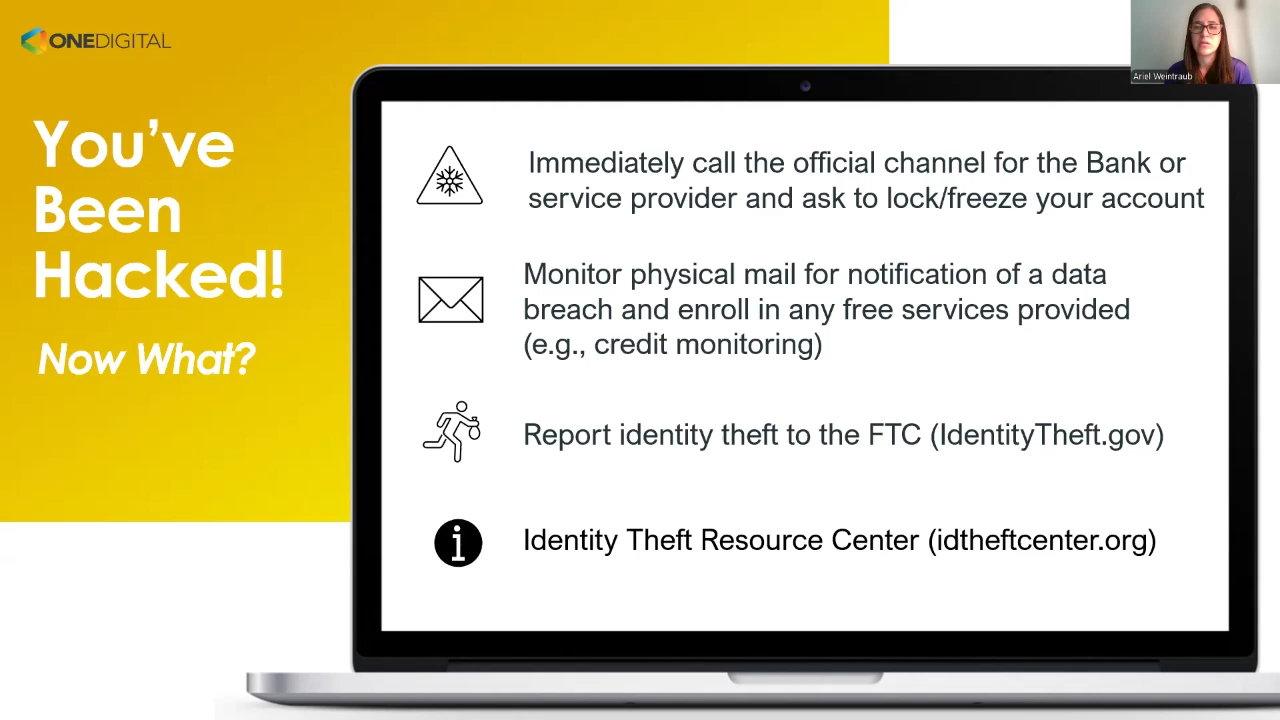 ONEDIGITAL
Ariel Weintraub
You’ve
Been
Hacked!
Now What?
Immediately call the official channel for the Bank or
service provider and ask to lock/freeze your account
Monitor physical mail for notification of a data
breach and enroll in any free services provided
(e.g., credit monitoring)
Report identity theft to the FTC (IdentityTheft.gov)
Identity Theft Resource Center (idtheftcenter.org)